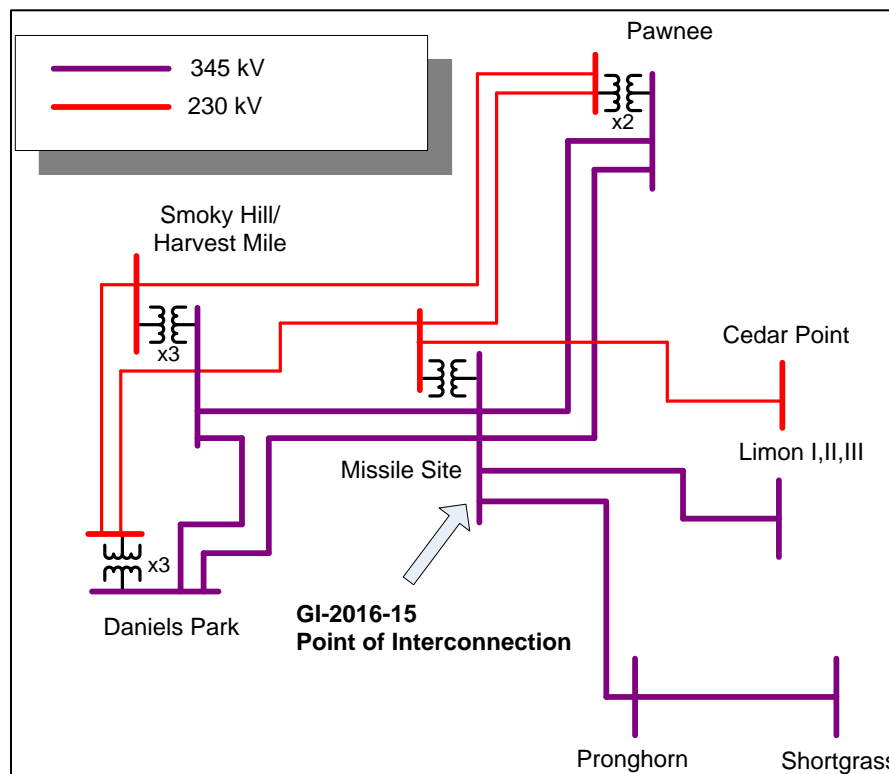 Pawnee
345 kV
230 kV
x2
Smoky Hill/
Harvest Mile
x3
Cedar Point
Limon I,II,III
Missile Site
x3
GI-2016-15
Point of Interconnection
Daniels Park
Pronghorn
Shortgrass